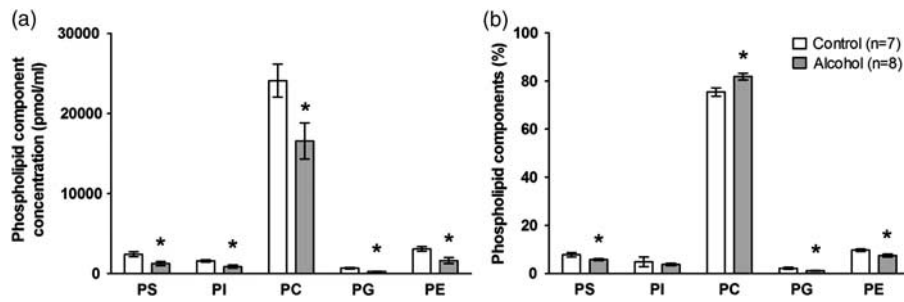 (a)
Phospholipid component
concentration (pmol/ml)
30000
20000
10000
0
*
*
*
*
*
PS
PI
PC
PG
PE
(b)
Phospholipid components (%)
100
80
60
40
20
0
Control (n=7)
Alcohol (n=8)
*
*
*
*
PS
PI
PC
PG
PE